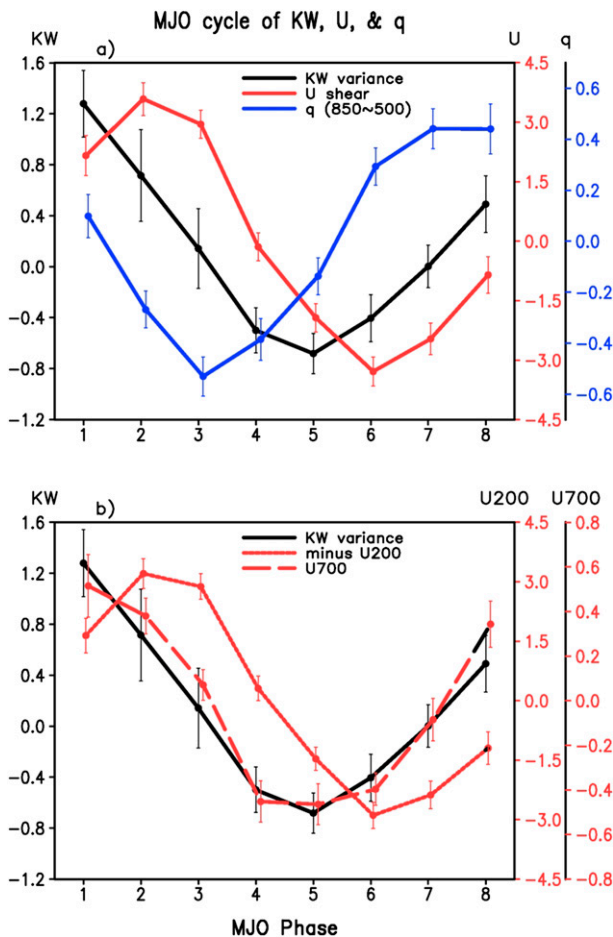 MJO cycle of KW, U, & q
KW a) U q
KW variance
U shear
q (850~500)
1.6 4.5
0.6
1.2 3.0
0.4
0.8 1.5
0.2
0.4 0.0 0.0
0.0
−1.5 −0.2
−0.4
−0.8 −3.0 −0.4
−0.6
−1.2 −4.5
1 2 3 4 5 6 7 8
KW b) U200 U700
KW variance
minus U200
U700
1.6 4.5 0.8
1.2 3.0 0.6
0.4
0.8 1.5
0.2
0.4
0.0 0.0
0.0
−1.5 −0.2
−0.4
−0.4
−0.8 −3.0
−0.6
−1.2 −4.5 −0.8
1 2 3 4 5 6 7 8
MJO Phase